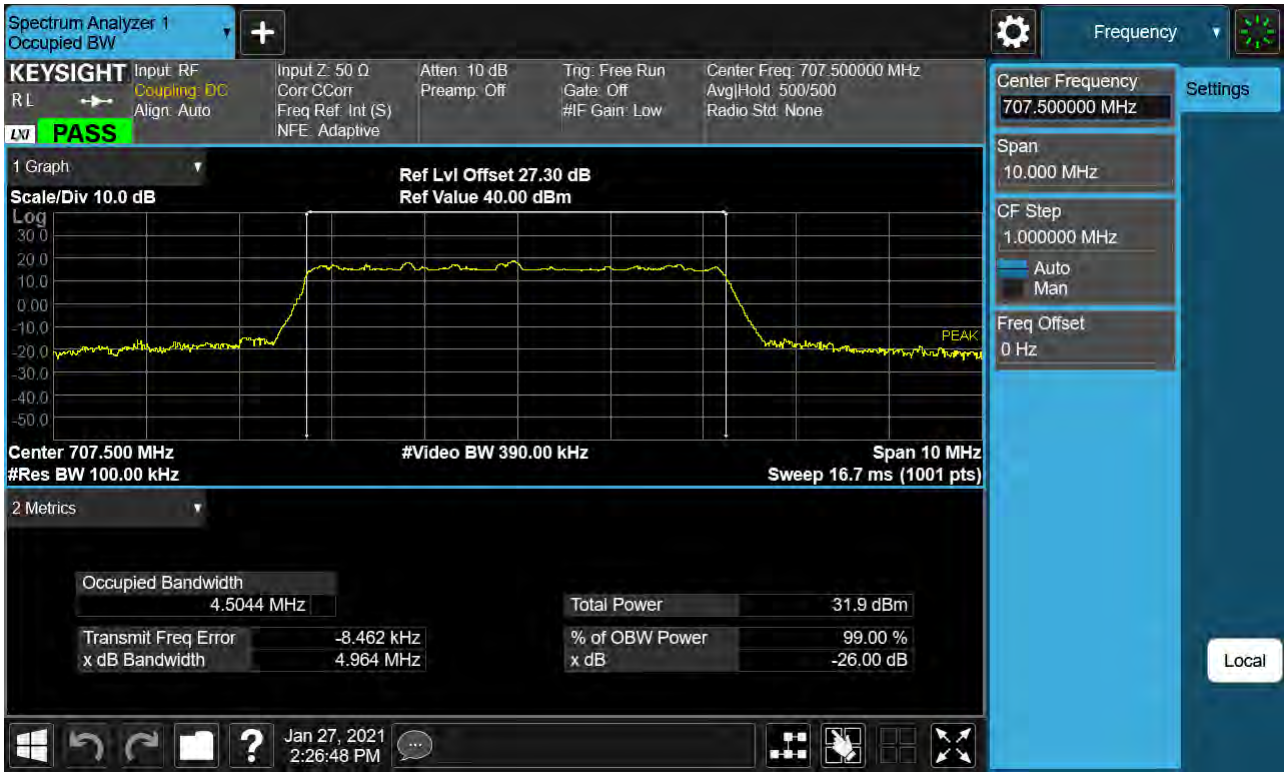 Spectrum Analyzer 1
Occupied BW
Frequency
KEYSIGHT
R L
LXI
PASS
Input: RF
Coupling: DC
Align: Auto
Input Z: 50 Ω
Corr CCorr
Freq Ref: Int (S)
NFE: Adaptive
Atten: 10 dB
Preamp: Off
Trig: Free Run
Gate: Off
#IF Gain: Low
Center Freq: 707.500000 MHz
Avg|Hold: 500/500
Radio Std: None
1 Graph
Scale/Div 10.0 dB
Ref Lvl Offset 27.30 dB
Ref Value 40.00 dBm
Log
30.0
20.0
10.0
0.00
-10.0
-20.0
-30.0
-40.0
-50.0
PEAK
Center 707.500 MHz
#Video BW 390.00 kHz
Span 10 MHz
#Res BW 100.00 kHz
Sweep 16.7 ms (1001 pts)
2 Metrics
Occupied Bandwidth
4.5044 MHz
Transmit Freq Error -8.462 kHz
x dB Bandwidth 4.964 MHz
Total Power 31.9 dBm
% of OBW Power 99.00 %
x dB -26.00 dB
Center Frequency
707.500000 MHz
Span
10.000 MHz
CF Step
1.000000 MHz
Auto
Man
Freq Offset
0 Hz
Settings
Local
?
Jan 27, 2021
2:26:48 PM